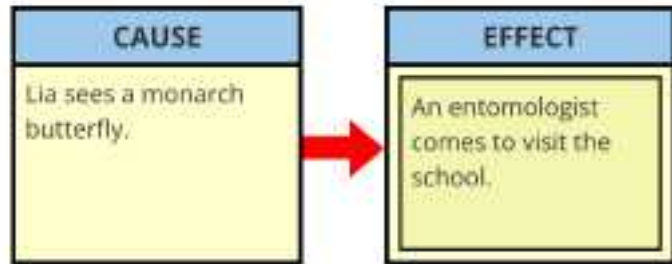 CAUSE
Lia sees a monarch
butterfly.
EFFECT
An entomologist
comes to visit the
school.